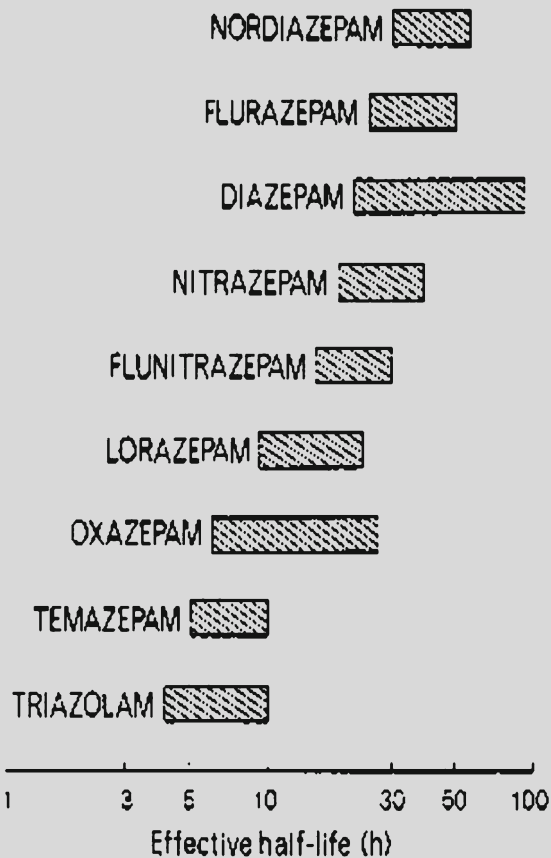 NORDIAZEPAM
FLURAZEPAM
DIAZEPAM
NITRAZEPAM
FLUNITRAZEPAM
LORAZEPAM
OXAZEPAM
TEMAZEPAM
TRIAZOLAM
1 3 5 10 30 50 100
Effective half-life (h)